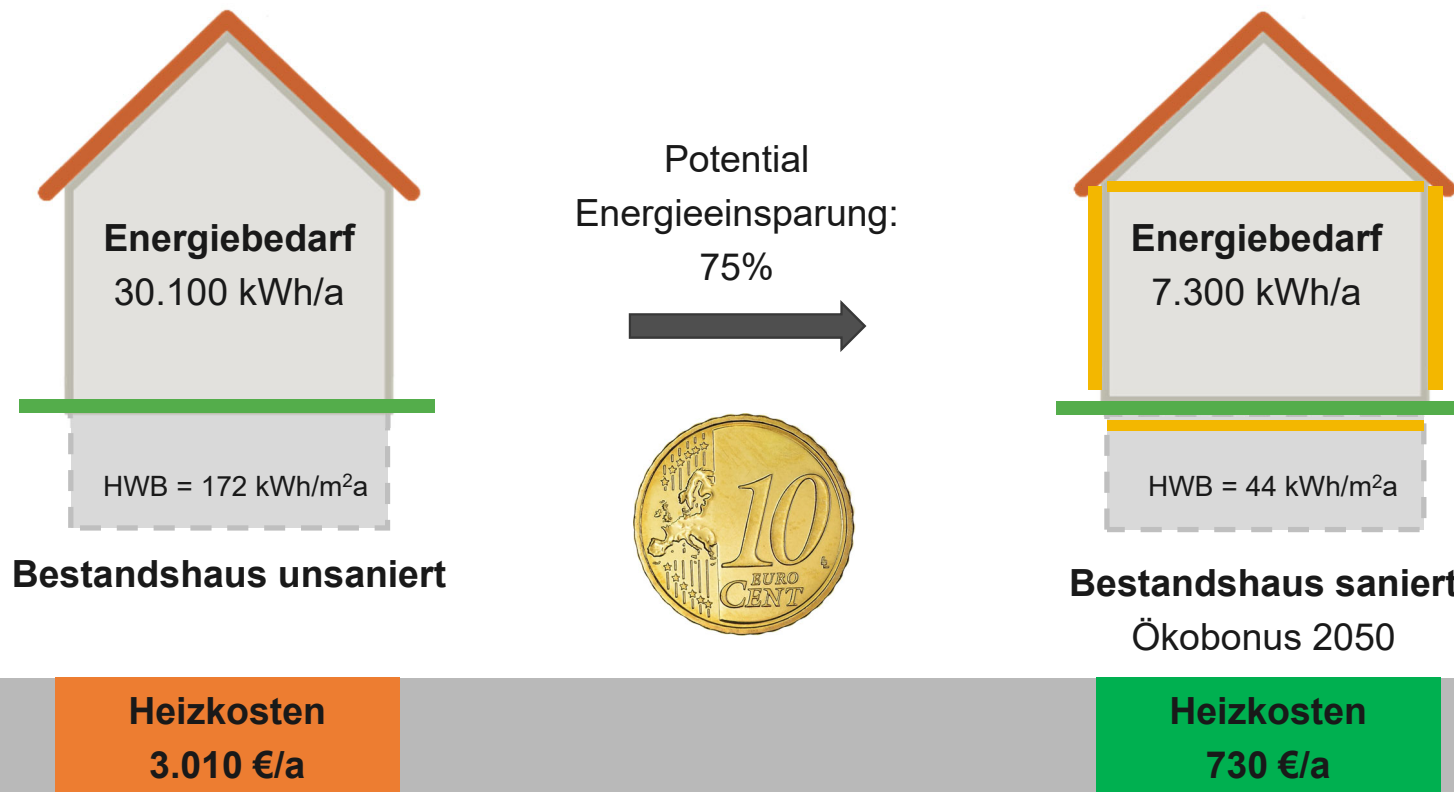 Energiebedarf
30.100 kWh/a
HWB = 172 kWh/m²a
Bestandshaus unsaniert
Heizkosten
3.010 €/a
Potential
Energieeinsparung:
75%
10
EURO
CENT
Energiebedarf
7.300 kWh/a
HWB = 44 kWh/m²a
Bestandshaus saniert
Ökobonus 2050
Heizkosten
730 €/a